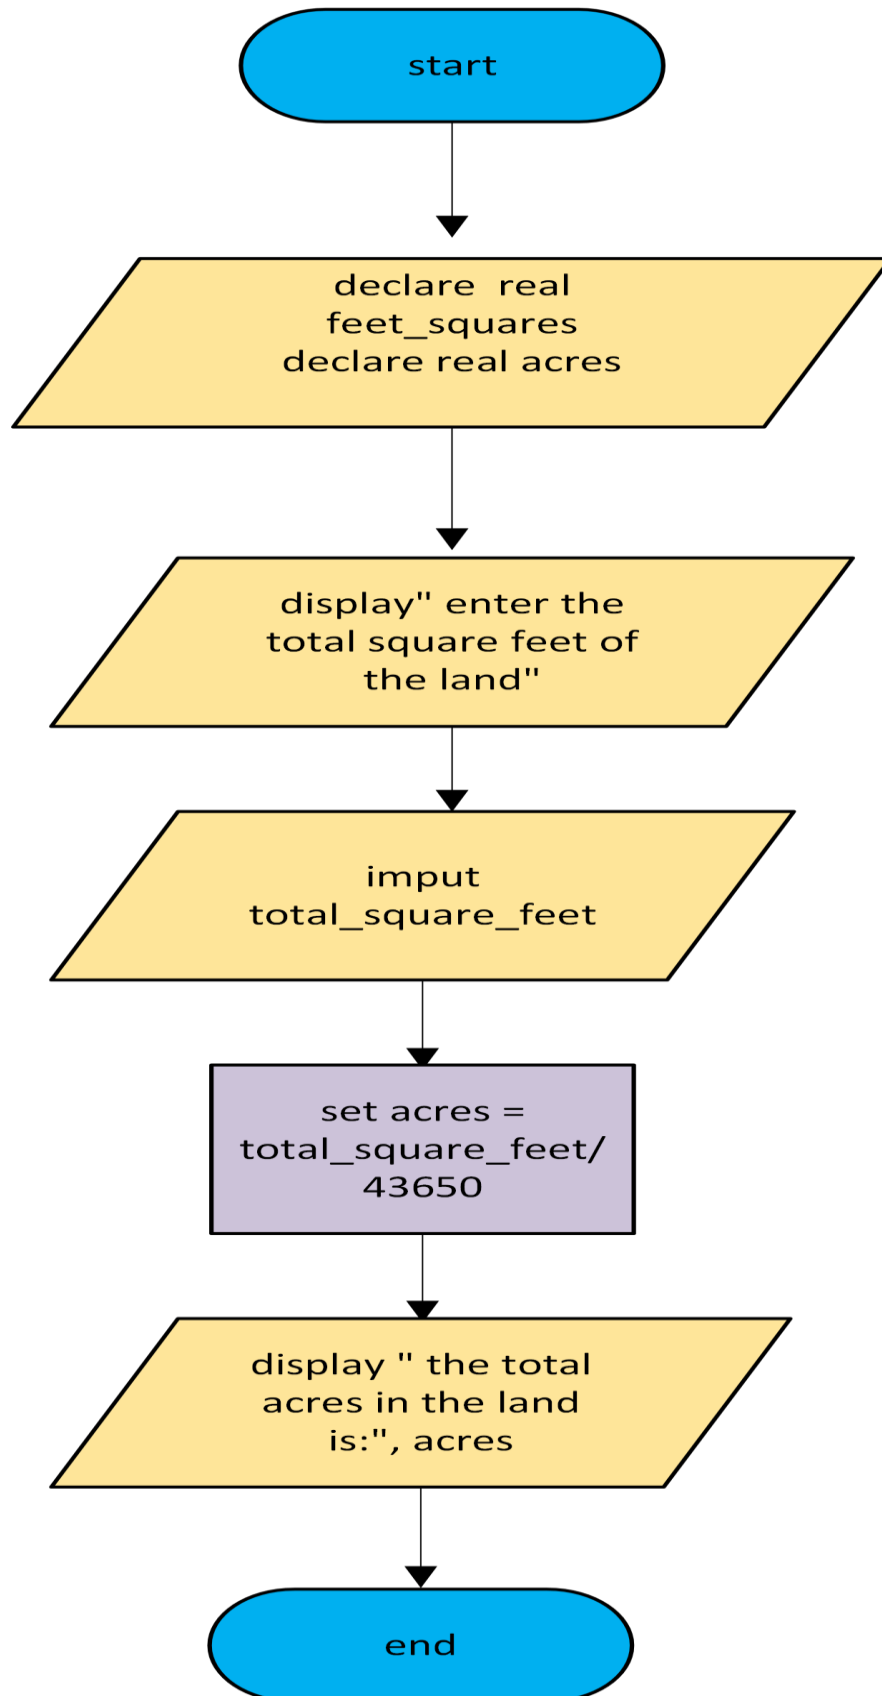 start
declare  real
feet_squares
declare real acres
display" enter the
total square feet of
the land"
imput
total_square_feet
set acres =
total_square_feet/
43650
display " the total
acres in the land
is:", acres
end